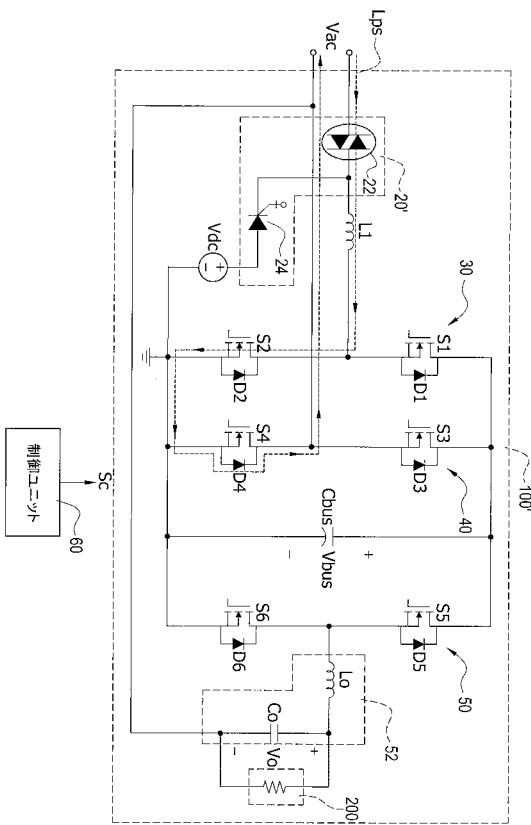 100'
Lps
Vac
22
20'
L1
24
Vdc
+
−
30
S1
D1
S2
D2
S3
D3
S4
D4
40
Cbus
Vbus
+
−
S5
D5
S6
D6
50
Lo
52
Co
Vo
+
−
200
Sc
制御ユニット
60